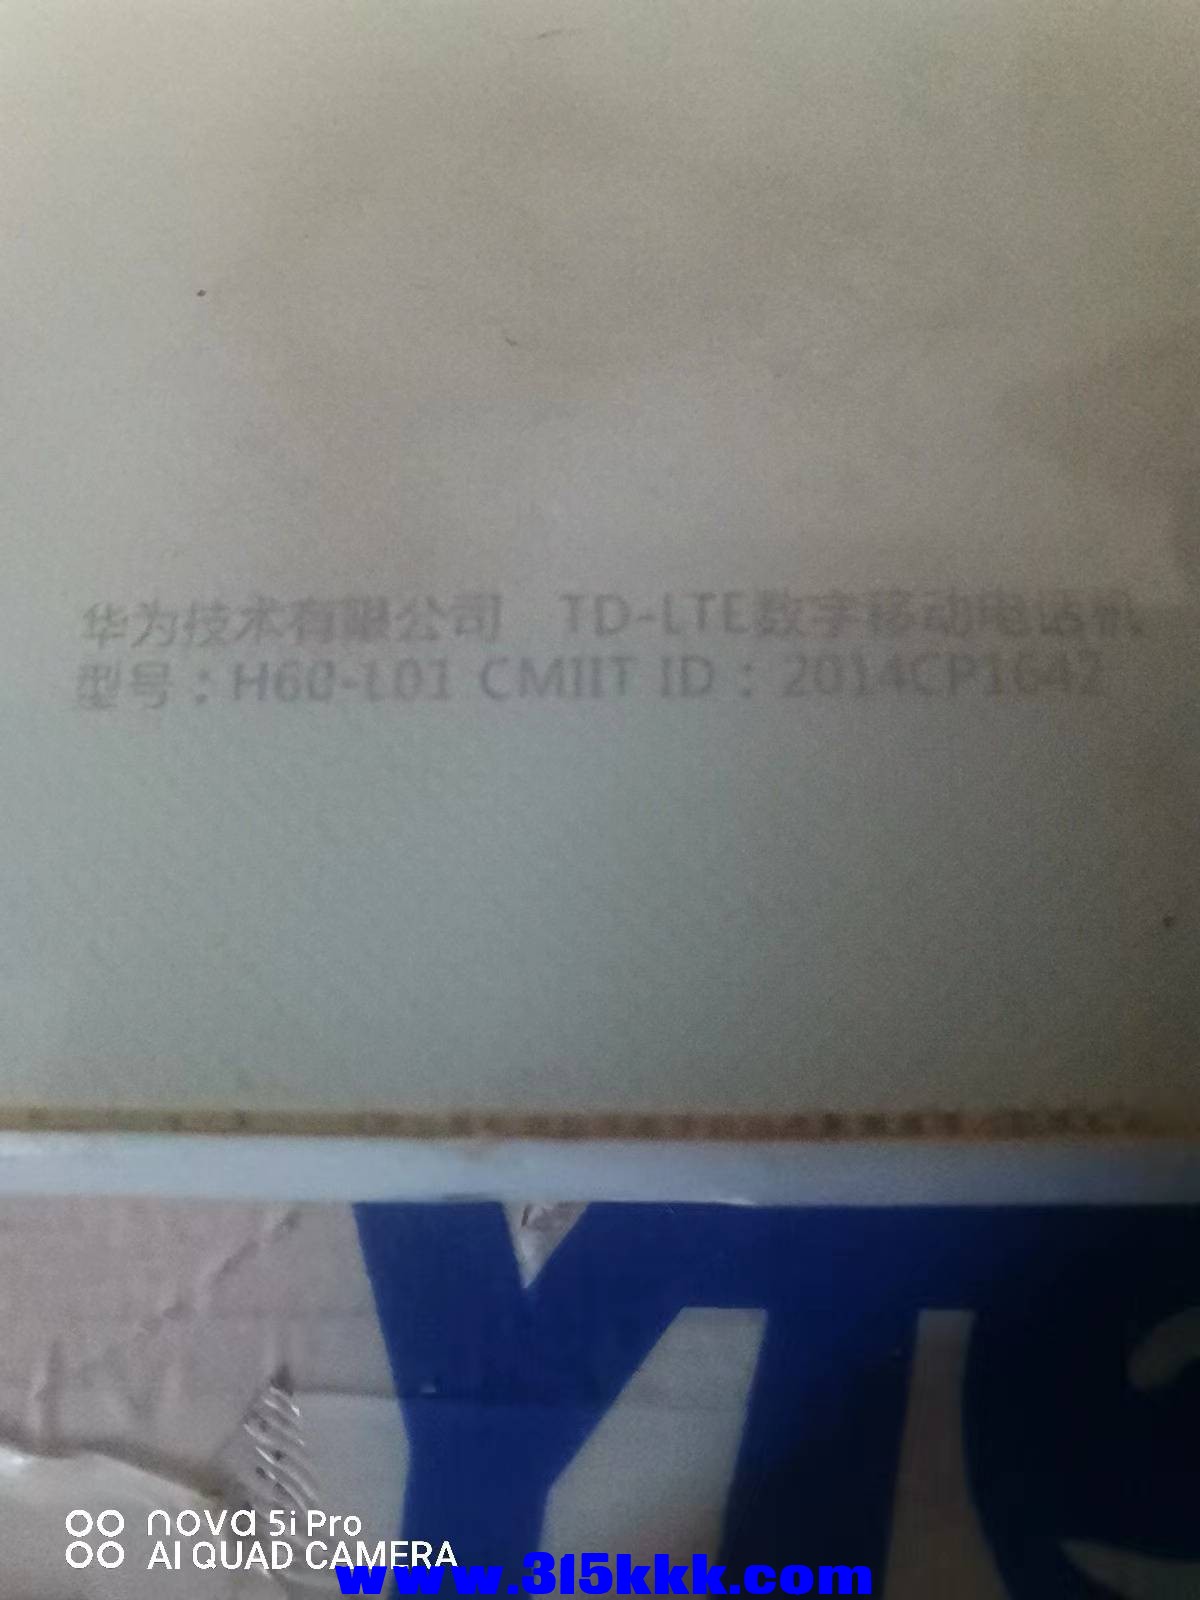 华为技术有限公司 TD-LTE数字移动电话机
型号：H60-L01 CMIIT ID：2014CP1642
nova 5i Pro
AI QUAD CAMERA
www.315kkk.com